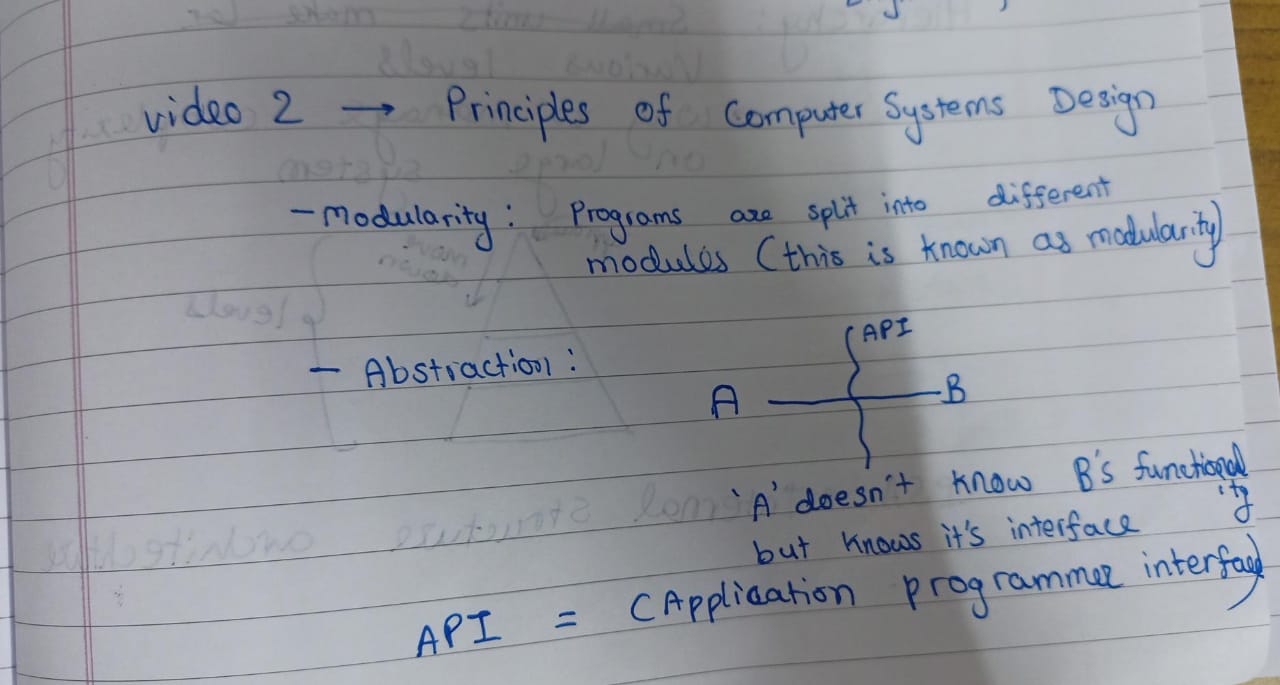 video 2 → Principles of Computer Systems Design
- Modularity : Programs are split into different
modules (this is known as modularity)
- Abstraction :
API
A B
'A' doesn't know B's functionality
but knows it's interface
API = (Application programmer interface)